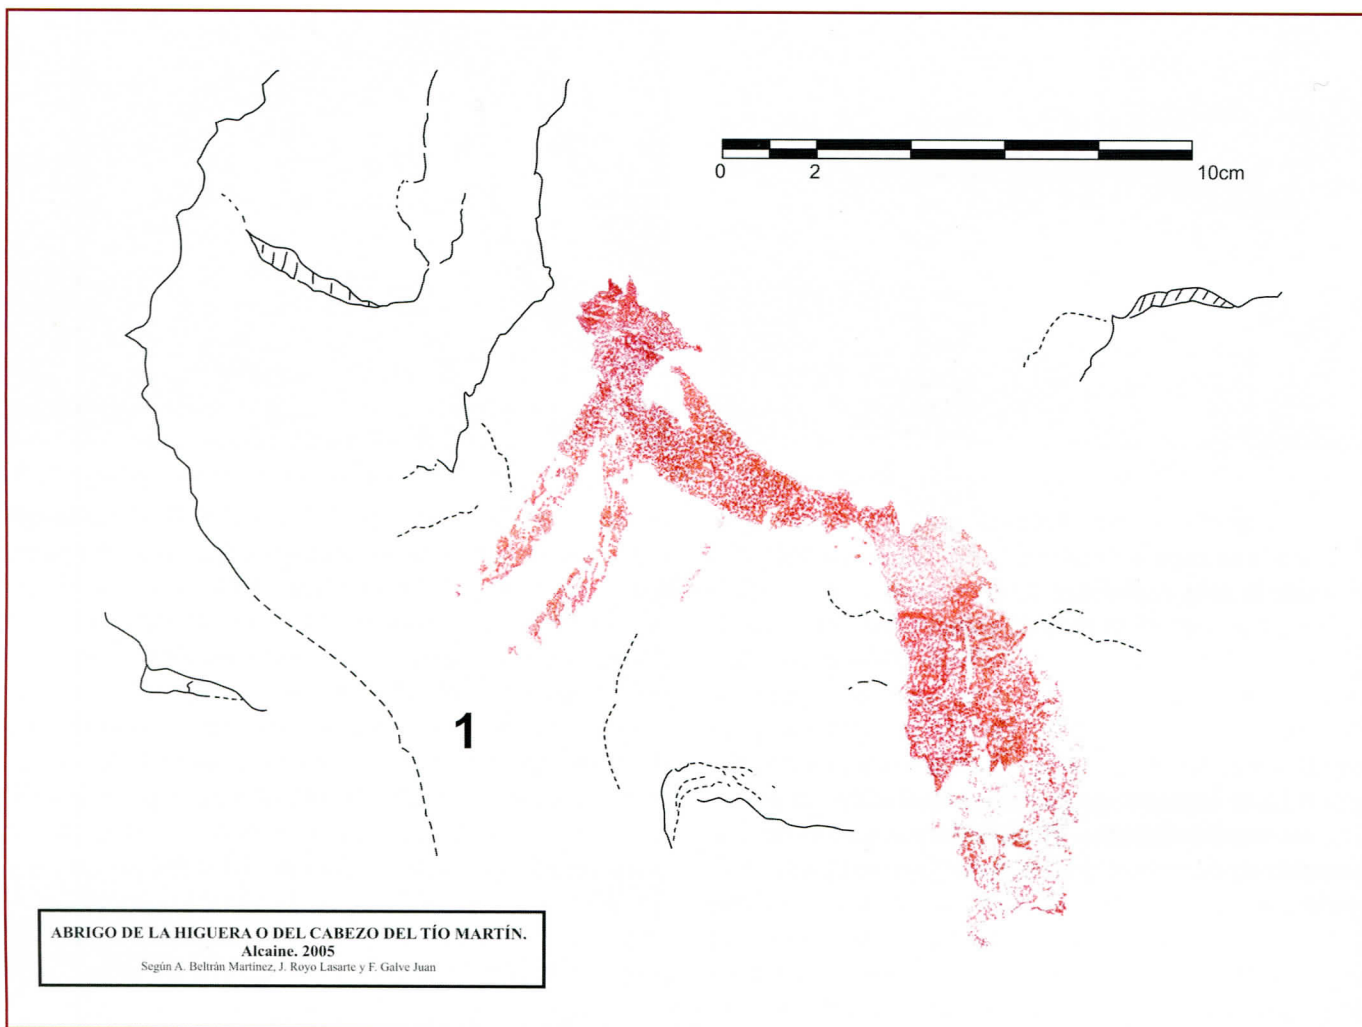 0 2 10cm
1
ABRIGO DE LA HIGUERA O DEL CABEZO DEL TÍO MARTÍN.
Alcaine. 2005
Según A. Beltrán Martínez, J. Royo Lasarte y F. Galve Juan